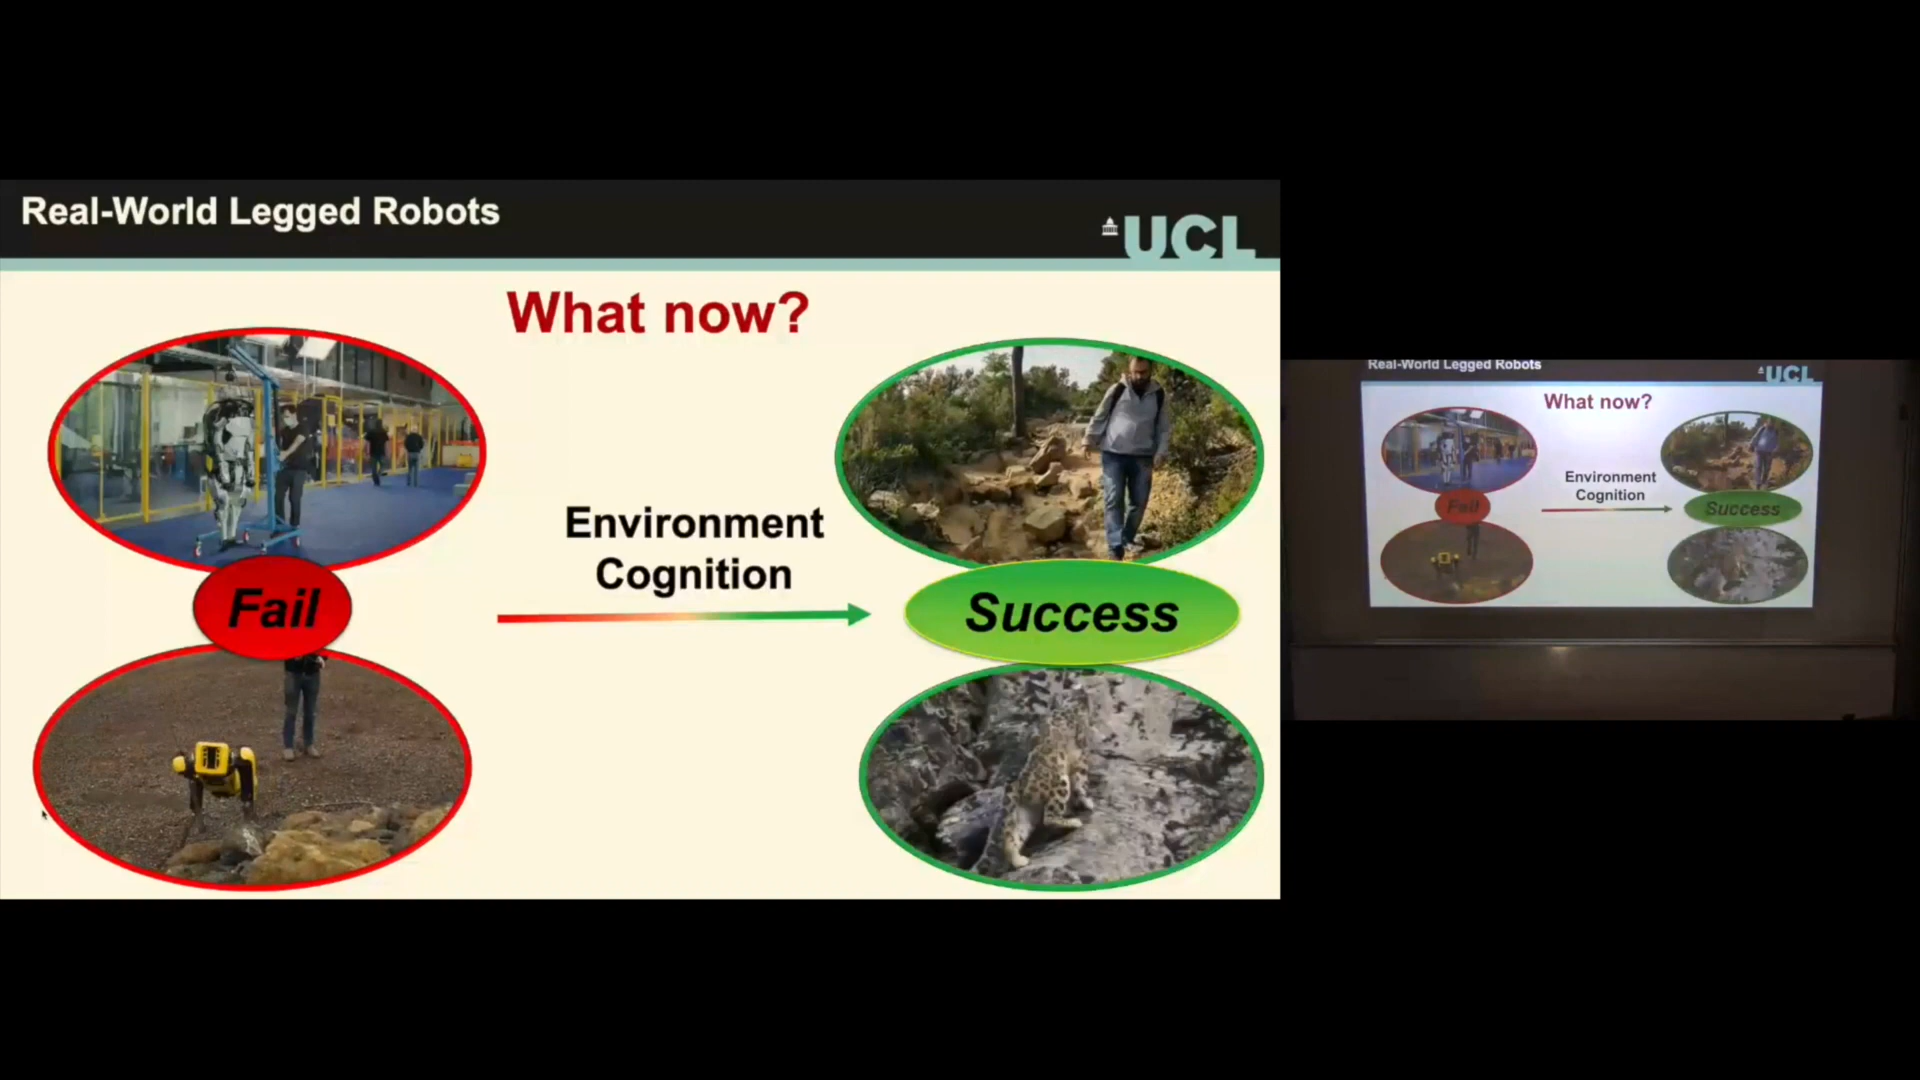 Real-World Legged Robots
UCL
What now?
Environment
Cognition
Fail
Success
Real-World Legged Robots
UCL
What now?
Environment
Cognition
Fail
Success